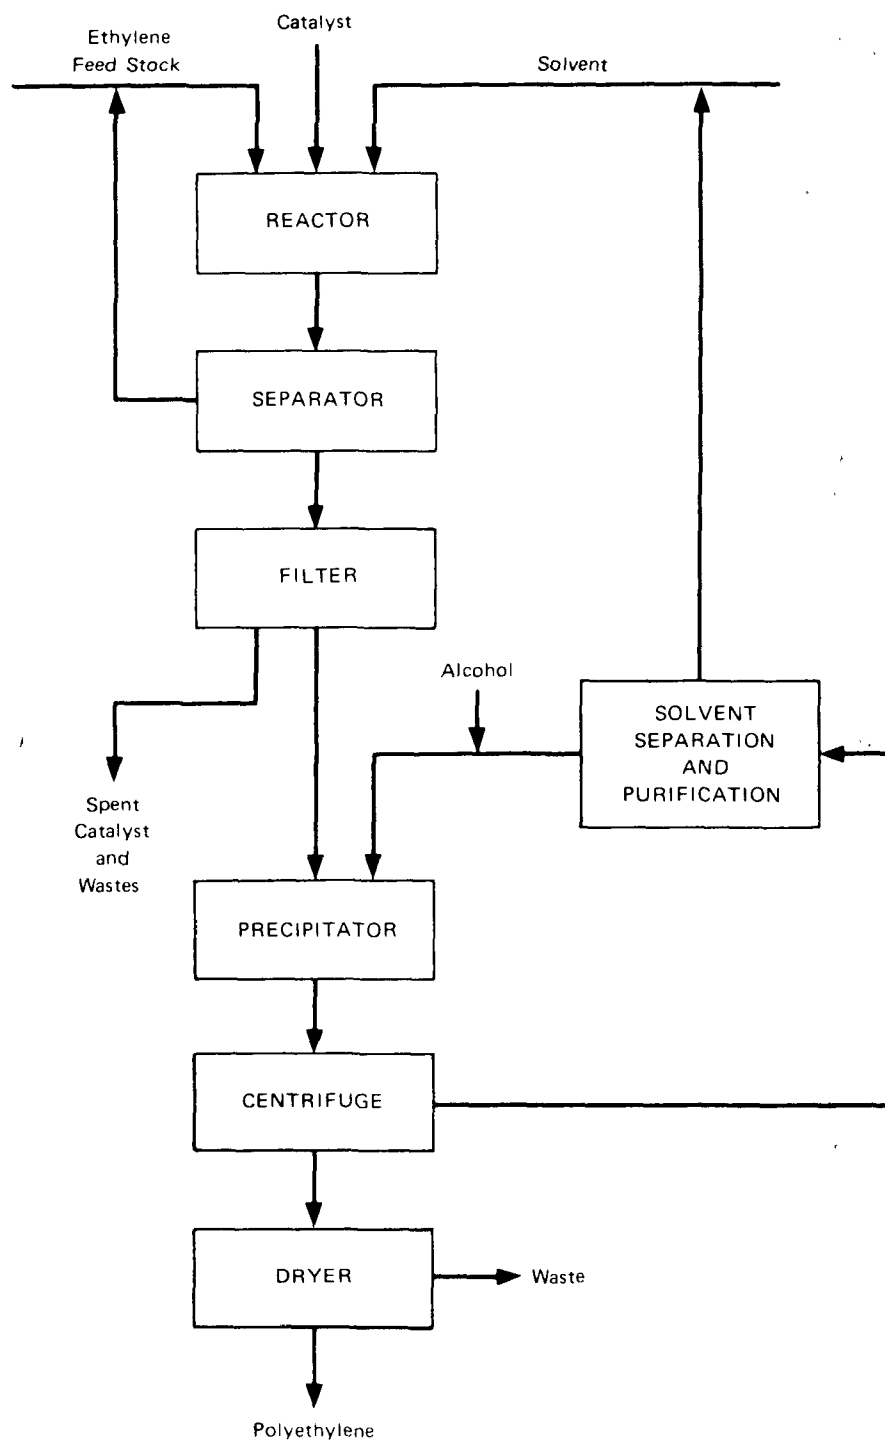 Ethylene
Feed Stock
Catalyst
Solvent
REACTOR
SEPARATOR
FILTER
Alcohol
SOLVENT
SEPARATION
AND
PURIFICATION
Spent
Catalyst
and
Wastes
PRECIPITATOR
CENTRIFUGE
DRYER
Waste
Polyethylene